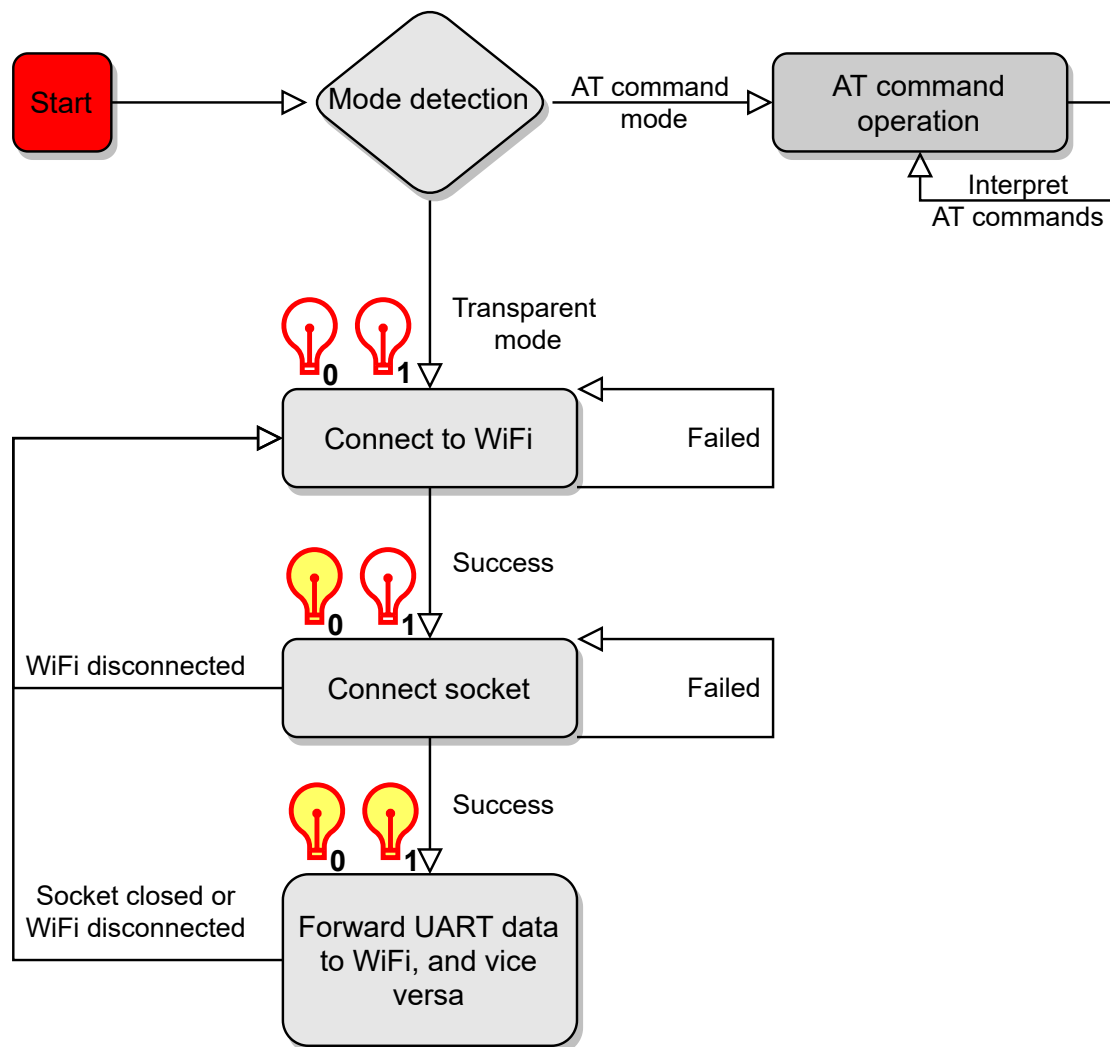 Start
Mode detection
AT command
mode
AT command
operation
Interpret
AT commands
Transparent
mode
0
1
Connect to WiFi
Failed
Success
0
1
WiFi disconnected
Connect socket
Failed
Success
0
1
Socket closed or
WiFi disconnected
Forward UART data
to WiFi, and vice
versa